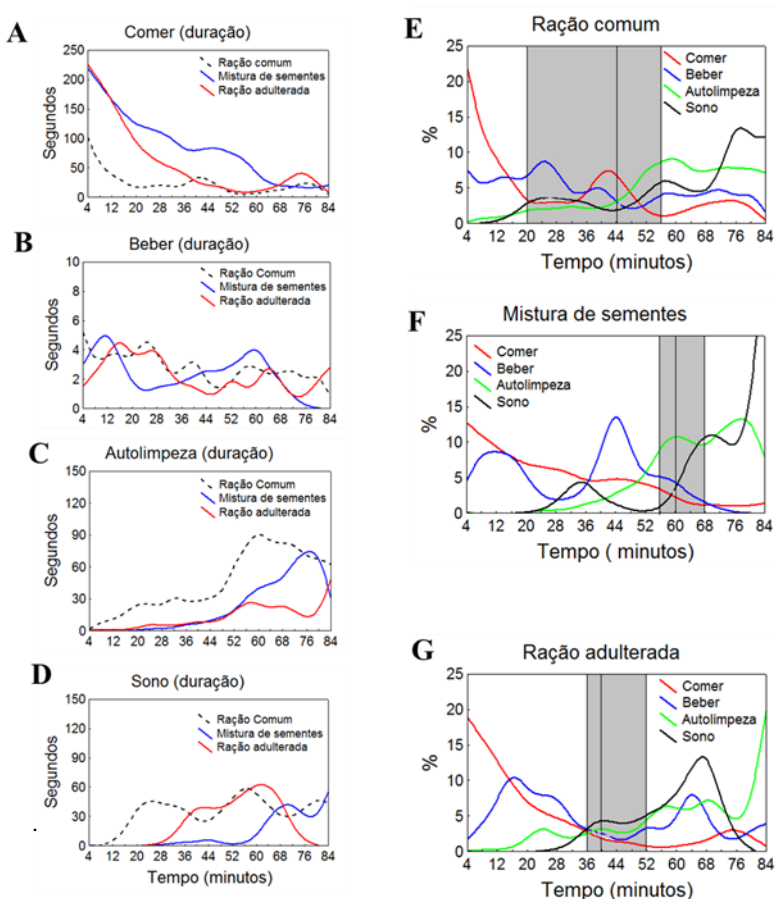 A
Comer (duração)
250
200
150
100
50
0
Segundos
Ração comum
Mistura de sementes
Ração adulterada
4 12 20 28 36 44 52 60 68 76 84
B
Beber (duração)
10
8
6
4
2
0
Segundos
Ração Comum
Mistura de sementes
Ração adulterada
4 12 20 28 36 44 52 60 68 76 84
C
Autolimpeza (duração)
150
120
90
60
30
0
Segundos
Ração Comum
Mistura de sementes
Ração adulterada
4 12 20 28 36 44 52 60 68 76 84
D
Sono (duração)
150
120
90
60
30
0
Segundos
Ração Comum
Mistura de sementes
Ração adulterada
4 12 20 28 36 44 52 60 68 76 84
Tempo (minutos)
E
Ração comum
25
20
15
10
5
0
%
Comer
Beber
Autolimpeza
Sono
4 12 20 28 36 44 52 60 68 76 84
Tempo (minutos)
F
Mistura de sementes
25
20
15
10
5
0
%
Comer
Beber
Autolimpeza
Sono
4 12 20 28 36 44 52 60 68 76 84
Tempo ( minutos)
G
Ração adulterada
25
20
15
10
5
0
%
Comer
Beber
Autolimpeza
Sono
4 12 20 28 36 44 52 60 68 76 84
Tempo (minutos)